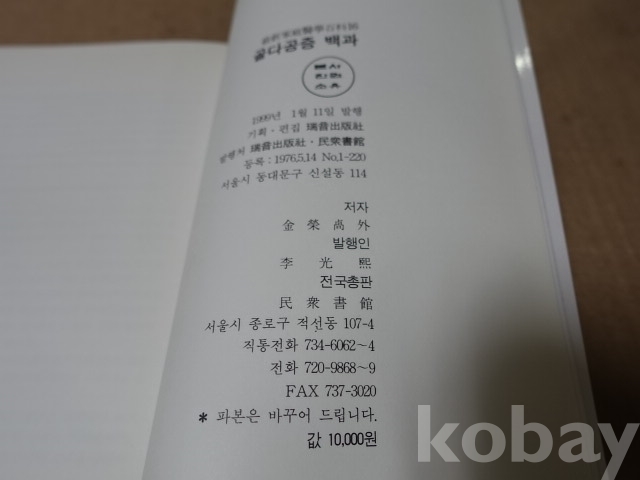 골다공증 백과
1999년 1월 11일 발행
기획·편집 瑞音出版社
발행처 瑞音出版社·民衆書館
등록 : 1976,5,14 No.1-220
서울시 동대문구 신설동 114
저자
金榮尙外
발행인
李光熙
전국총판
民衆書館
서울시 종로구 적선동 107-4
직통전화 734-6062~4
전화 720-9868~9
FAX 737-3020
* 파본은 바꾸어 드립니다.
값 10,000원
kobay